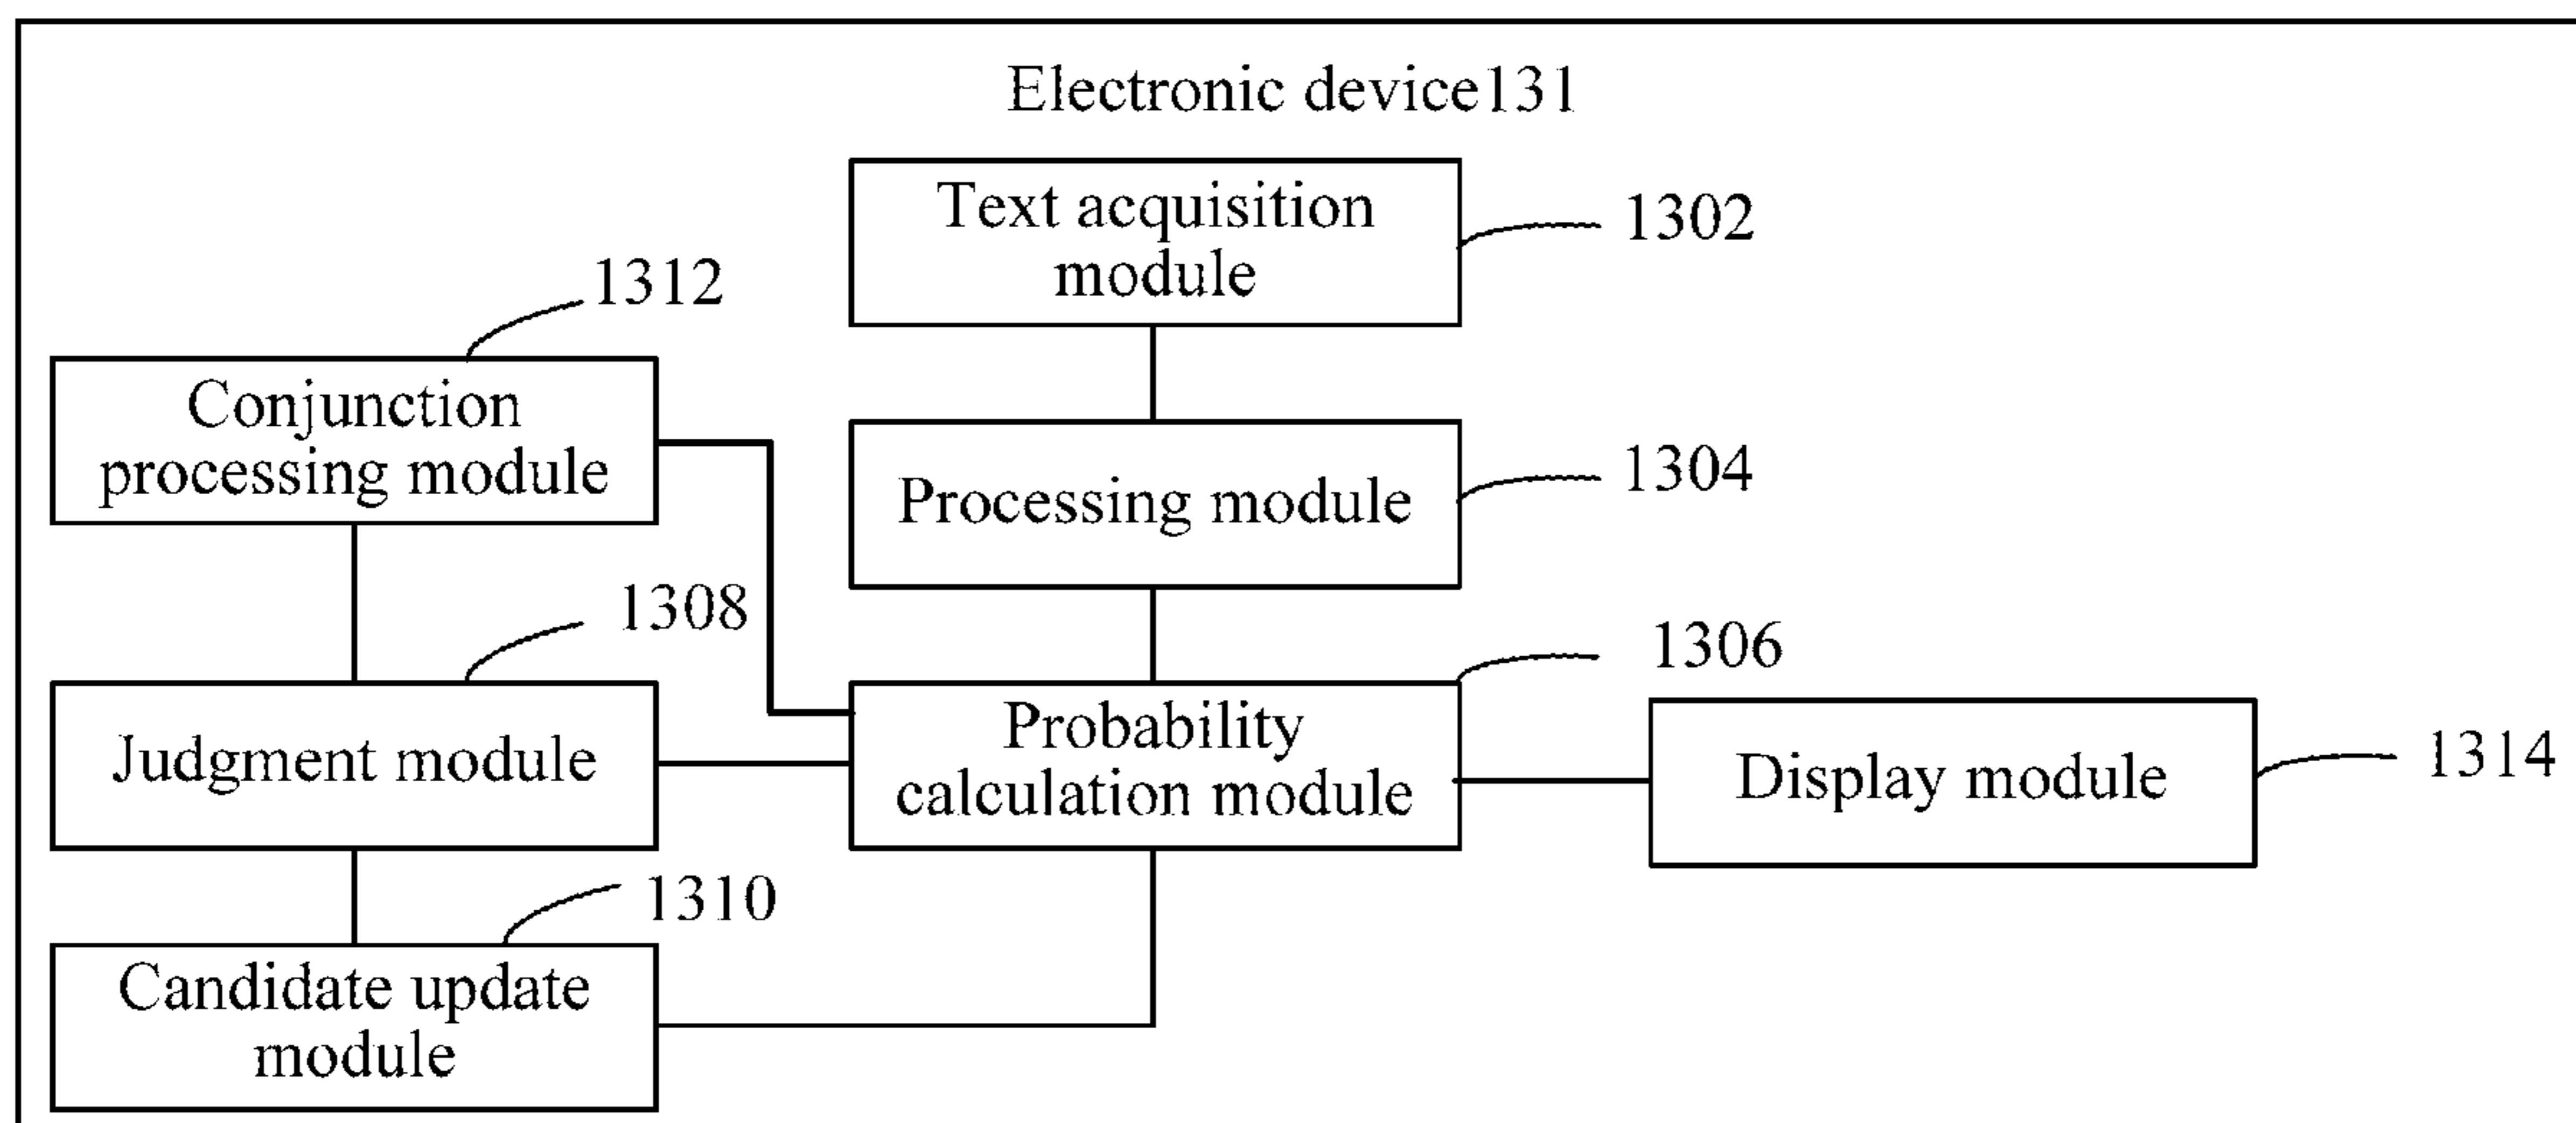 Electronic device131
Text acquisition
module
1302
1312
Conjunction
processing module
Processing module
1304
1308
Judgment module
1306
Probability
calculation module
Display module
1314
1310
Candidate update
module